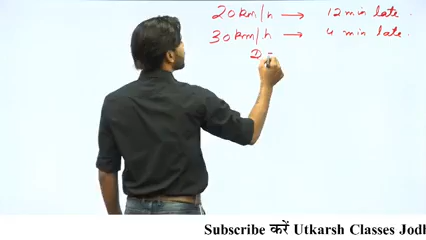 20km/h → 12 min late.
30km/h → 4 min late.
D =
Subscribe करें Utkarsh Classes Jodh